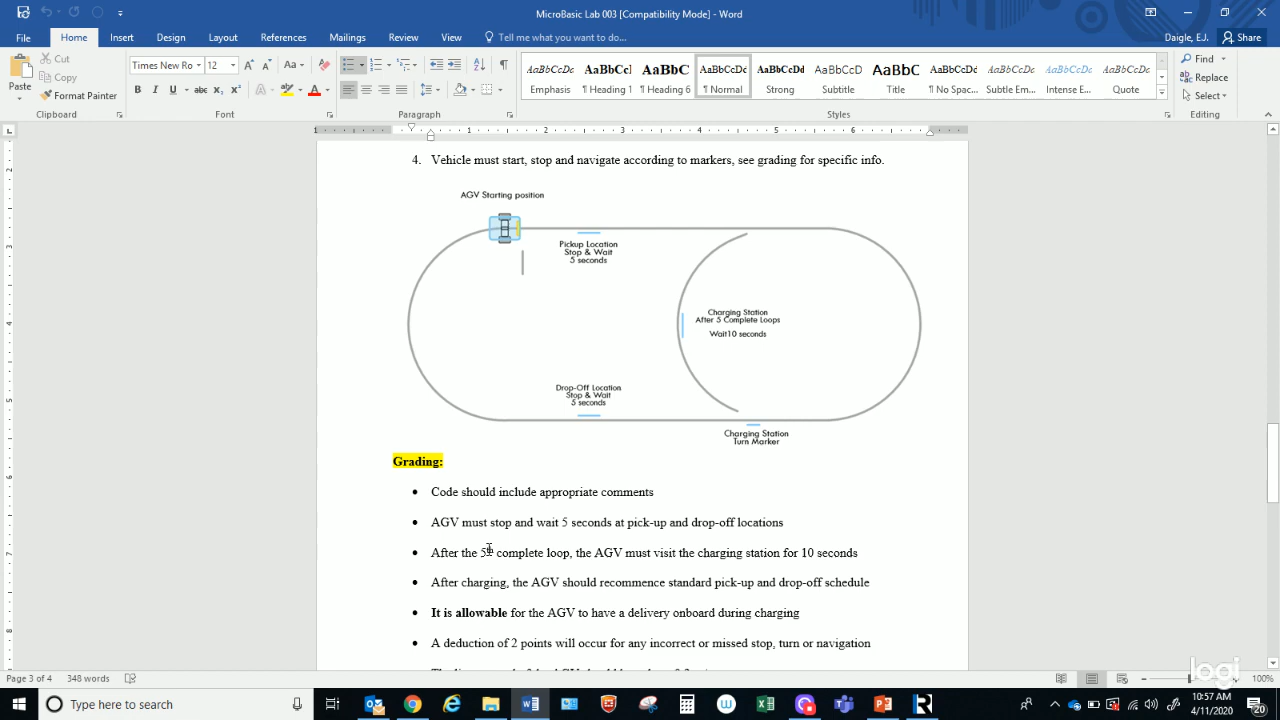 MicroBasic Lab 003 [Compatibility Mode] - Word
Daigle, E.J.
File Home Insert Design Layout References Mailings Review View Tell me what you want to do... Share
Paste
Cut
Copy
Format Painter
Clipboard
Times New Ro 12
Font
Paragraph
AaBbCcDc AaBbCcI AaBbC AaBbCcDc AaBbCcDc AaBbCcD AaBbC AaBbCcDc AaBbCcDc AaBbCcDc AaBbCcD
Emphasis ¶ Heading 1 ¶ Heading 6 ¶ Normal Strong Subtitle Title ¶ No Spac... Subtle Em... Intense E... Quote
Styles
Find
Replace
Select
Editing
4. Vehicle must start, stop and navigate according to markers, see grading for specific info.
AGV Starting position
Pickup Location
Stop & Wait
5 seconds
Charging Station
After 5 Complete Loops
Wait10 seconds
Drop-Off Location
Stop & Wait
5 seconds
Charging Station
Turn Marker
Grading:
• Code should include appropriate comments
• AGV must stop and wait 5 seconds at pick-up and drop-off locations
• After the 5 complete loop, the AGV must visit the charging station for 10 seconds
• After charging, the AGV should recommence standard pick-up and drop-off schedule
• It is allowable for the AGV to have a delivery onboard during charging
• A deduction of 2 points will occur for any incorrect or missed stop, turn or navigation
logi
Page 3 of 4 348 words
100%
Type here to search
10:57 AM
4/11/2020
20